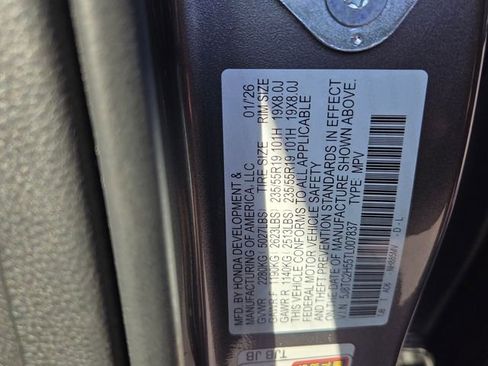 MFD. BY HONDA DEVELOPMENT &
MANUFACTURING OF AMERICA, LLC. 01/26
GVWR 2280KG 5027LBS TIRE SIZE RIM SIZE
GAWR F 1190KG( 2623LBS) 235/55R19 101H 19X8.0J
GAWR R 1140KG( 2513LBS) 235/55R19 101H 19X8.0J
THIS VEHICLE CONFORMS TO ALL APPLICABLE
FEDERAL MOTOR VEHICLE SAFETY
AND THEFT PREVENTION STANDARDS IN EFFECT
ON THE DATE OF MANUFACTURE SHOWN ABOVE.
V.I.N. 5J8TC2H55TL007837 TYPE: MPV
-D-L
TJB JB